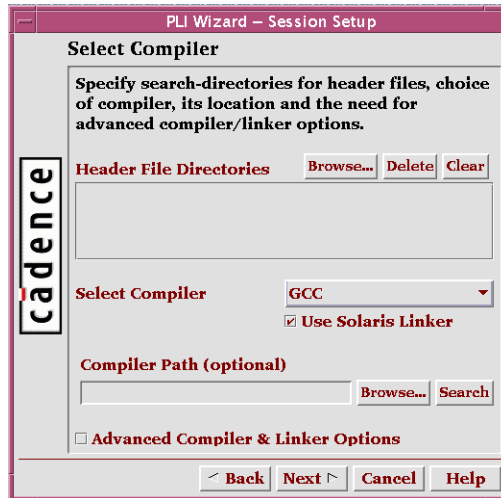 PLI Wizard – Session Setup
Select Compiler
Specify search-directories for header files, choice
of compiler, its location and the need for
advanced compiler/linker options.
cādence
Header File Directories Browse... Delete Clear
Select Compiler GCC
Use Solaris Linker
Compiler Path (optional)
Browse... Search
Advanced Compiler & Linker Options
< Back Next > Cancel Help